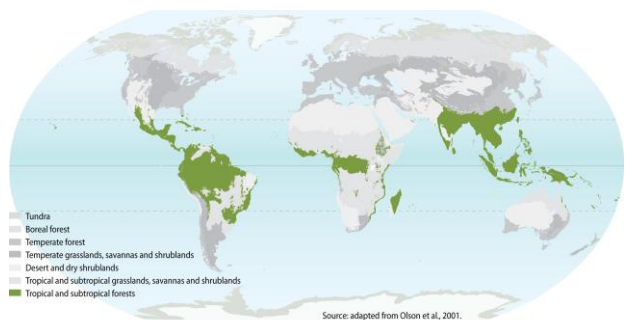 Tundra
Boreal forest
Temperate forest
Temperate grasslands, savannas and shrublands
Desert and dry shrublands
Tropical and subtropical grasslands, savannas and shrublands
Tropical and subtropical forests
Source: adapted from Olson et al., 2001.